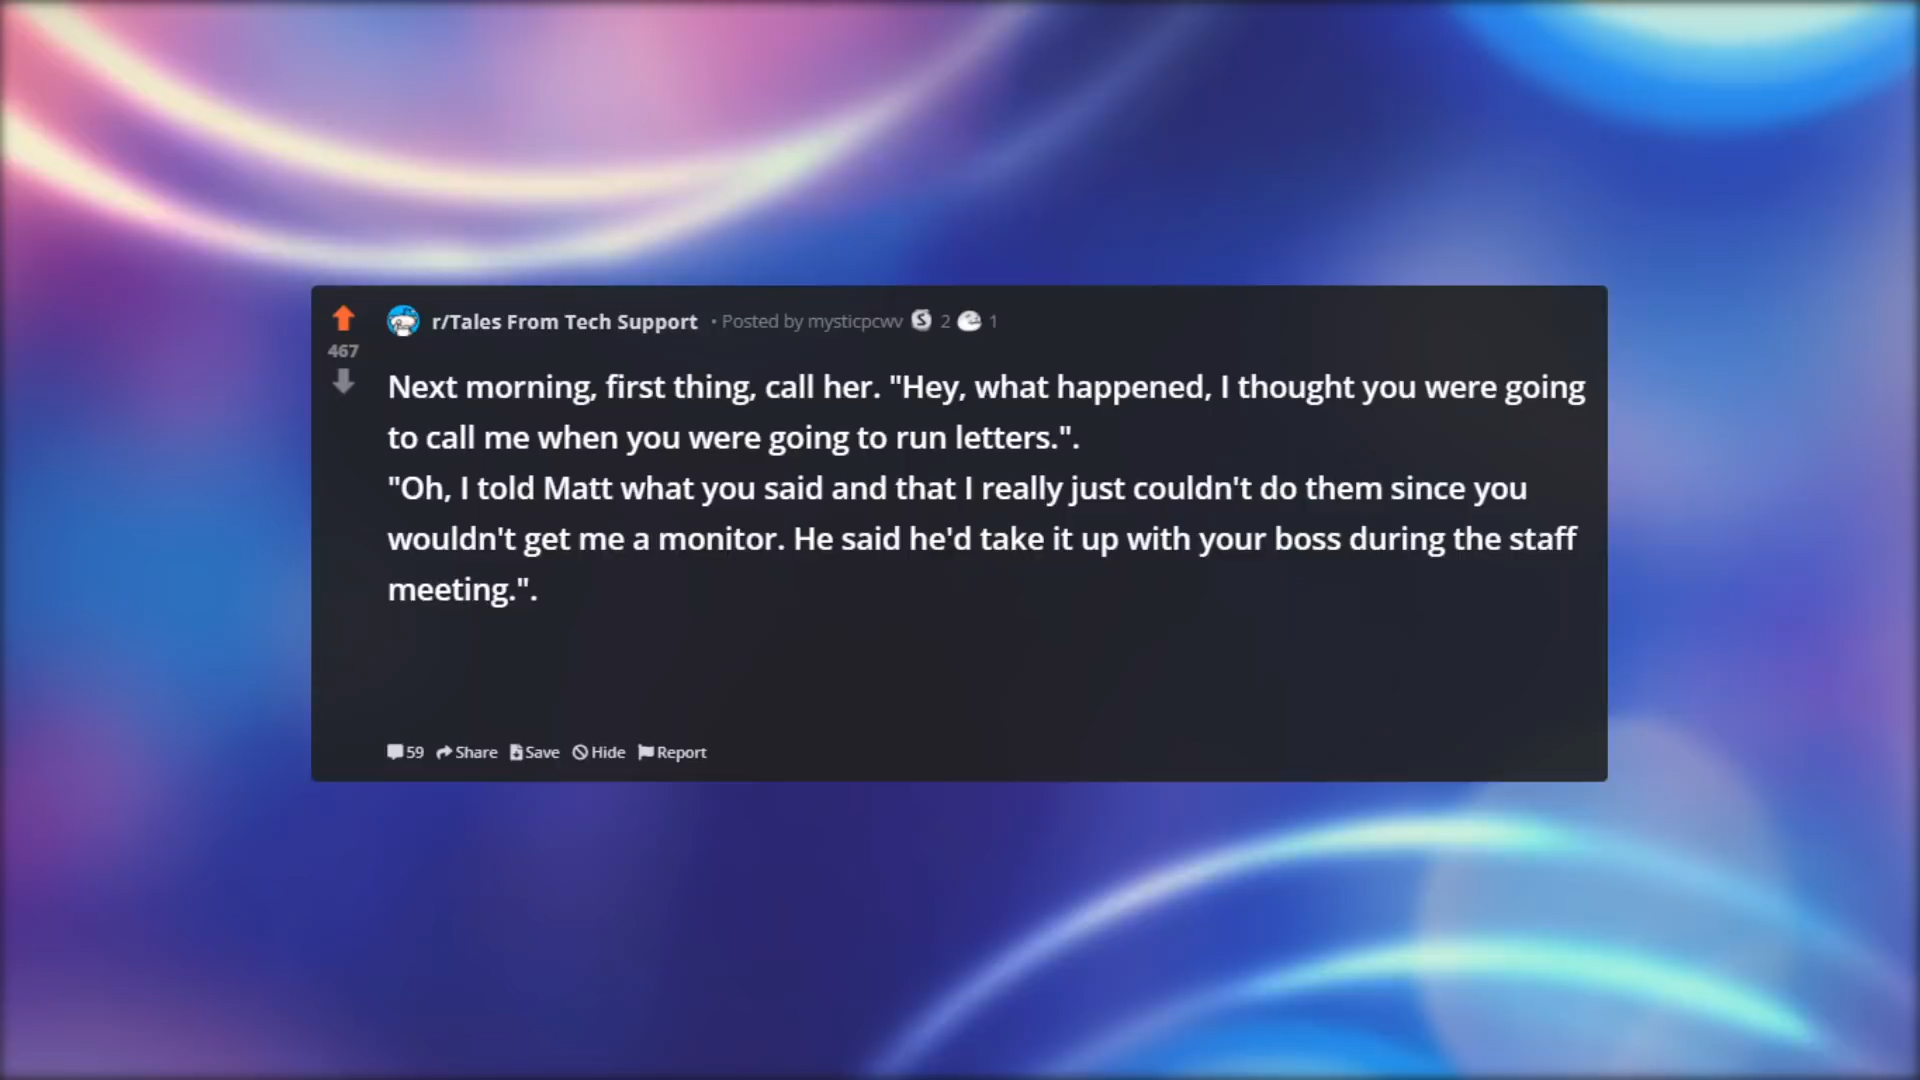 r/Tales From Tech Support • Posted by mysticpcwv 2 1
467
Next morning, first thing, call her. "Hey, what happened, I thought you were going
to call me when you were going to run letters.".
"Oh, I told Matt what you said and that I really just couldn't do them since you
wouldn't get me a monitor. He said he'd take it up with your boss during the staff
meeting.".
59 Share Save Hide Report